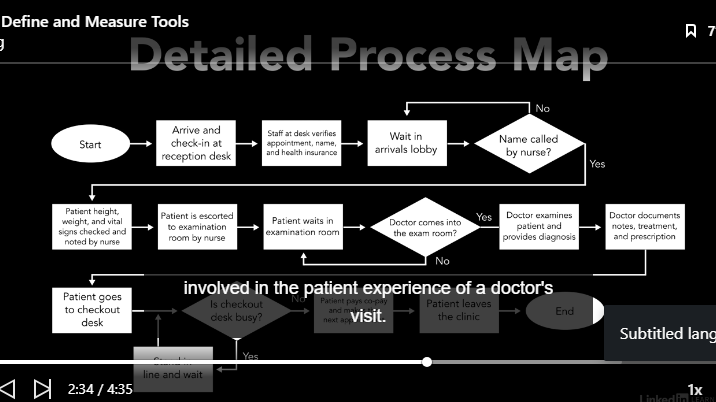 Define and Measure Tools
g
7
Detailed Process Map
Start
Arrive and
check-in at
reception desk
Staff at desk verifies
appointment, name,
and health insurance
Wait in
arrivals lobby
No
Name called
by nurse?
Yes
Patient height,
weight, and vital
signs checked and
noted by nurse
Patient is escorted
to examination
room by nurse
Patient waits in
examination room
Doctor comes into
the exam room?
Yes
No
Doctor examines
patient and
provides diagnosis
Doctor documents
notes, treatment,
and prescription
involved in the patient experience of a doctor's
visit.
Patient goes
to checkout
desk
Is checkout
desk busy?
No
Patient pays co-pay
next
Patient leaves
the clinic
End
Yes
Stand in
line and wait
Subtitled lang
2:34 / 4:35
1x
LinkedIn